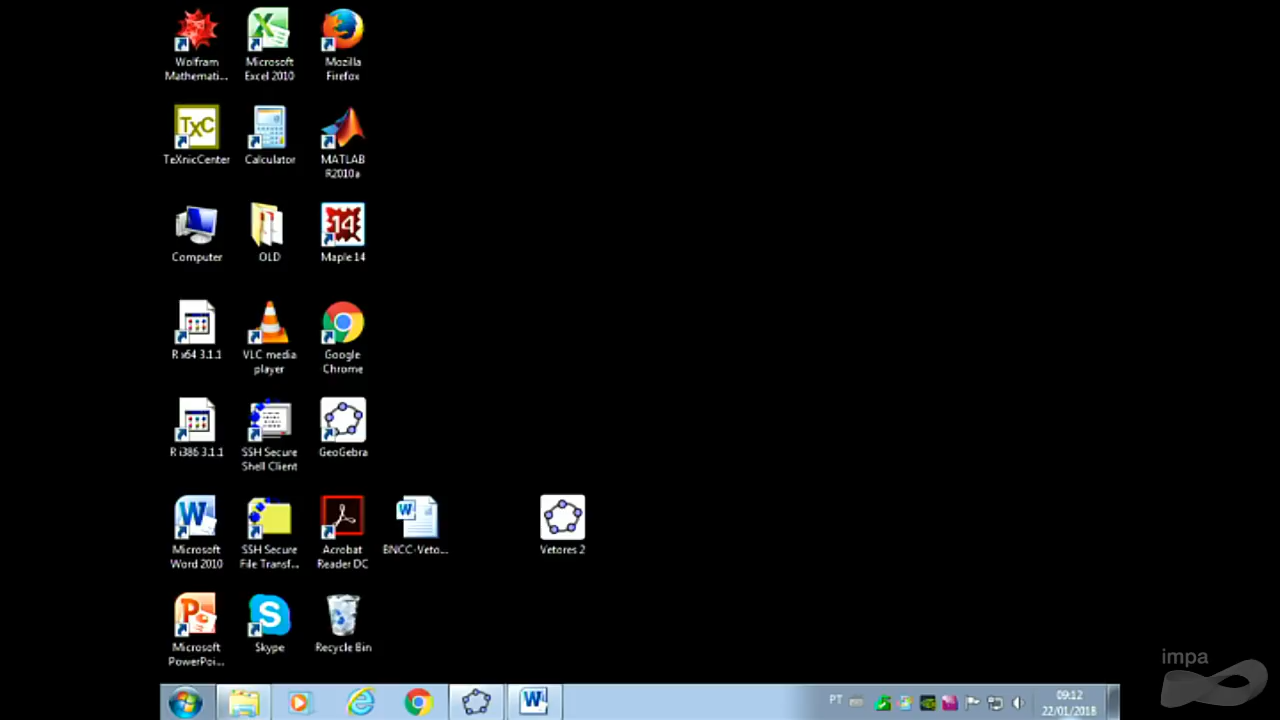 Wolfram
Mathemati...
Microsoft
Excel 2010
Mozilla
Firefox
TeXnicCenter
Calculator
MATLAB
R2010a
Computer
OLD
Maple 14
R x64 3.1.1
VLC media
player
Google
Chrome
R i386 3.1.1
SSH Secure
Shell Client
GeoGebra
Microsoft
Word 2010
SSH Secure
File Transf...
Acrobat
Reader DC
BNCC-Veto...
Vetores 2
Microsoft
PowerPoi...
Skype
Recycle Bin
PT
09:12
22/01/2018
impa